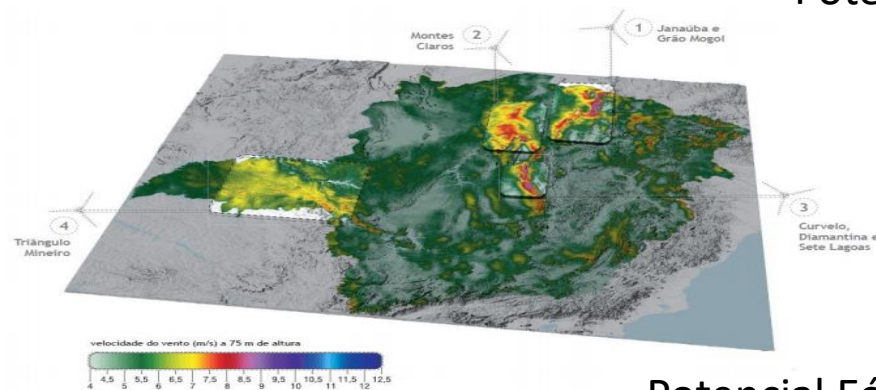 Pote
2
Montes
Claros
1
Janaúba e
Grão Mogol
4
Triângulo
Mineiro
3
Curvelo,
Diamantina e
Sete Lagoas
velocidade do vento (m/s) a 75 m de altura
4,5 5,5 6,5 7,5 8,5 9,5 10,5 11,5 12,5
4 5 6 7 8 9 10 11 12